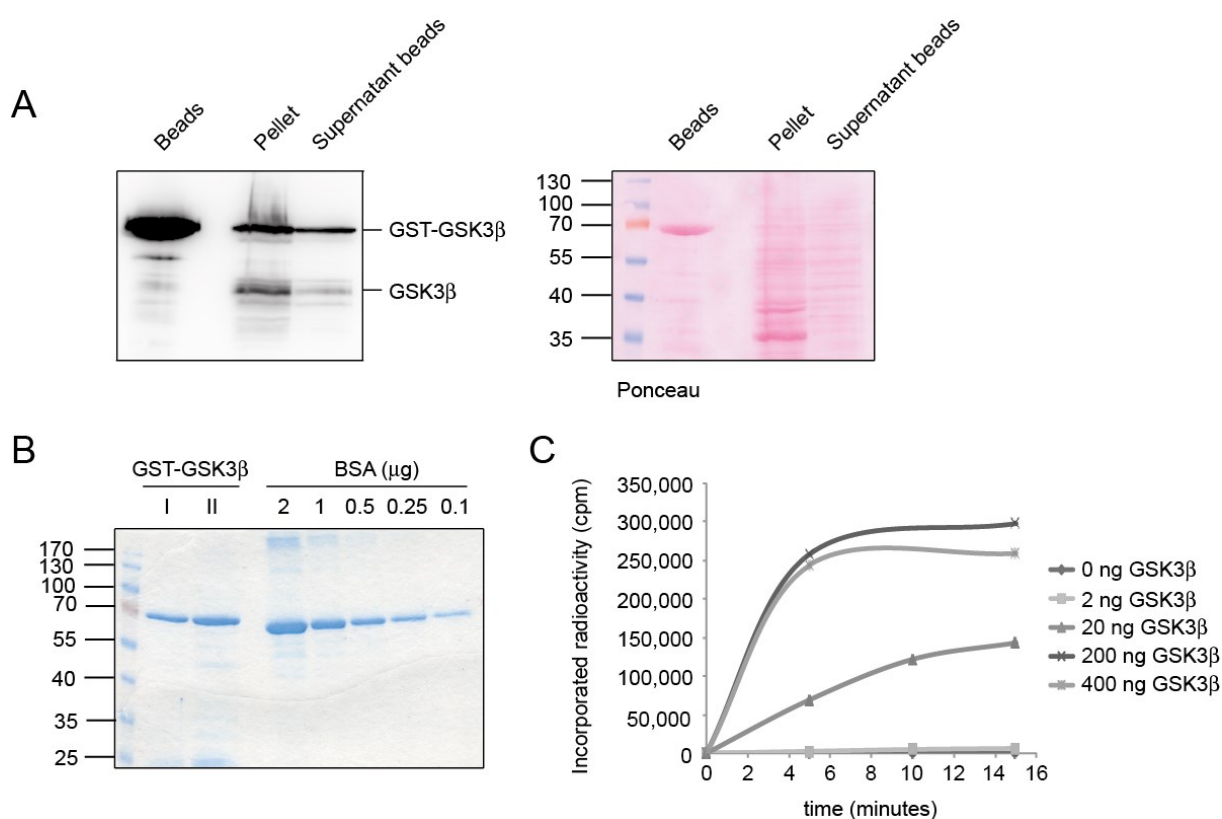 A
Beads
Pellet
Supernatant beads
GST-GSK3β
GSK3β
Beads
Pellet
Supernatant beads
130
100
70
55
40
35
Ponceau
B
GST-GSK3β BSA (µg)
I II 2 1 0.5 0.25 0.1
170
130
100
70
55
40
35
25
C
Incorporated radioactivity (cpm)
350,000
300,000
250,000
200,000
150,000
100,000
50,000
0
0 2 4 6 8 10 12 14 16
time (minutes)
0 ng GSK3β
2 ng GSK3β
20 ng GSK3β
200 ng GSK3β
400 ng GSK3β